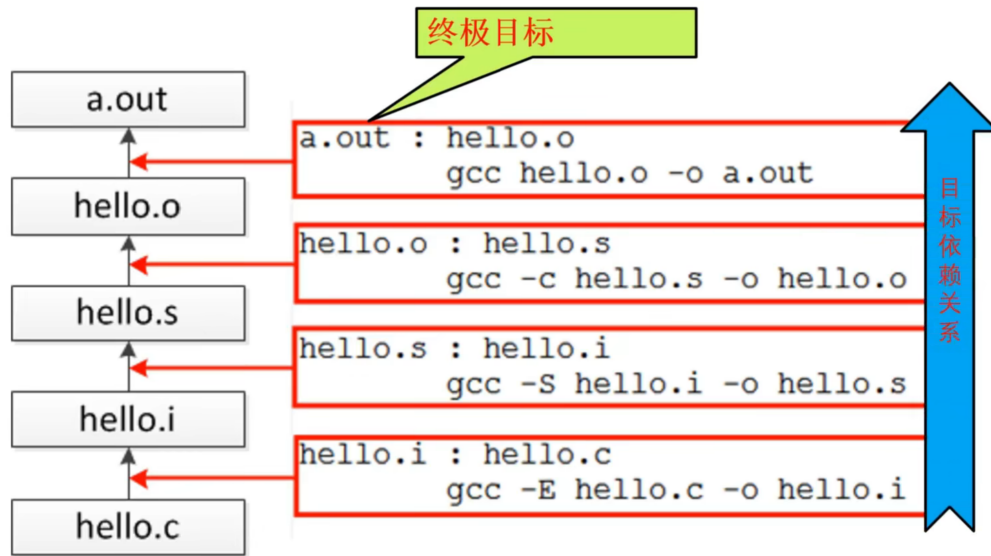 终极目标
a.out
a.out : hello.o
gcc hello.o -o a.out
hello.o
hello.o : hello.s
gcc -c hello.s -o hello.o
hello.s
hello.s : hello.i
gcc -S hello.i -o hello.s
hello.i
hello.i : hello.c
gcc -E hello.c -o hello.i
hello.c
目标依赖关系